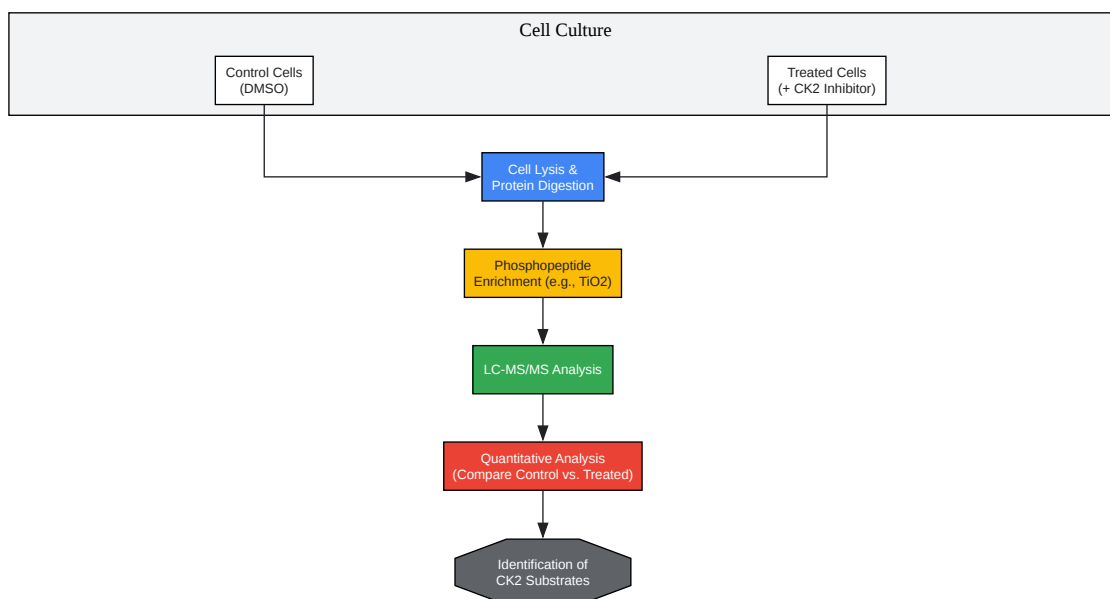 Cell Culture
Control Cells
(DMSO)
Treated Cells
(+ CK2 Inhibitor)
Cell Lysis &
Protein Digestion
Phosphopeptide
Enrichment (e.g., TiO2)
LC-MS/MS Analysis
Quantitative Analysis
(Compare Control vs. Treated)
Identification of
CK2 Substrates